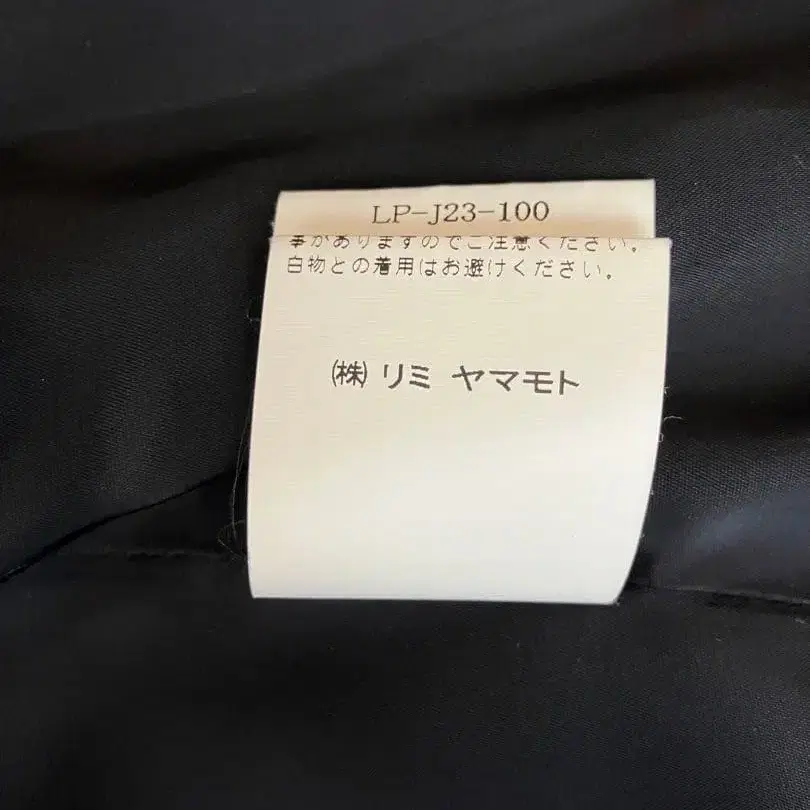 LP-J23-100
事がありますのでご注意ください。
白物との着用はお避けください。
㈱ リミ ヤマモト